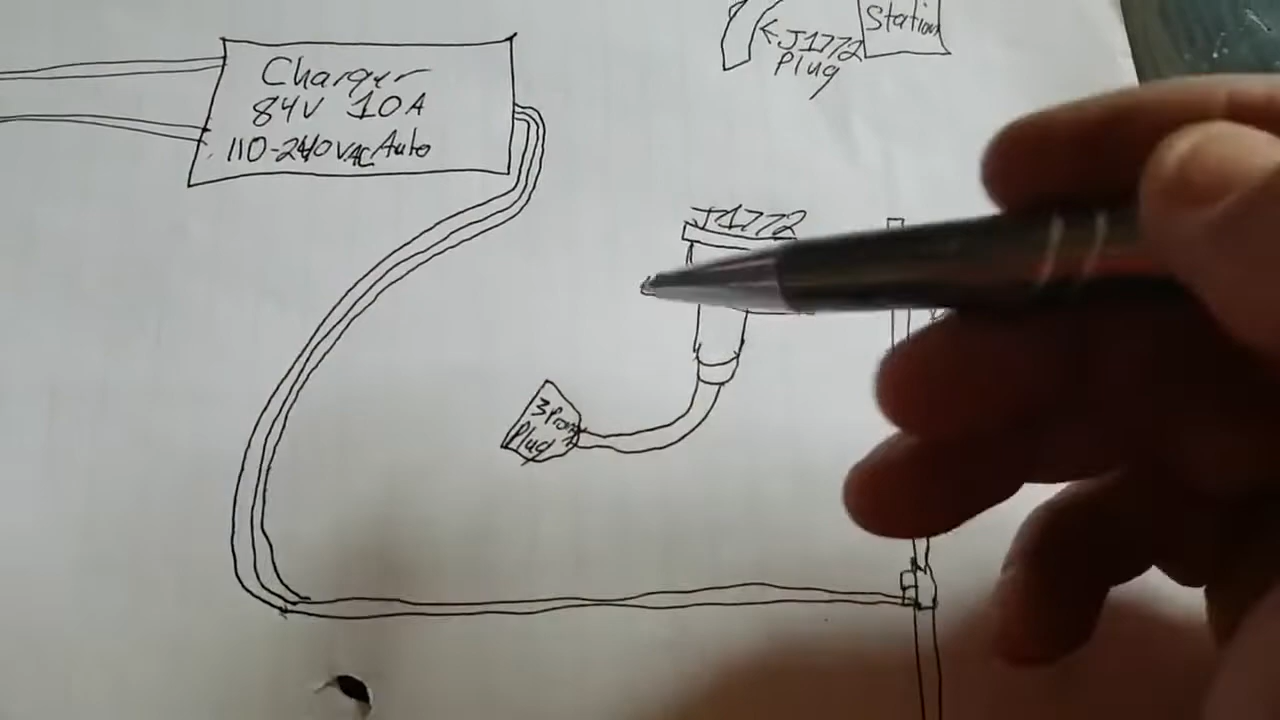 Station
←J1772
Plug
Charger
84V 10A
110-240VAC Auto
J1772
3 Prong
Plug